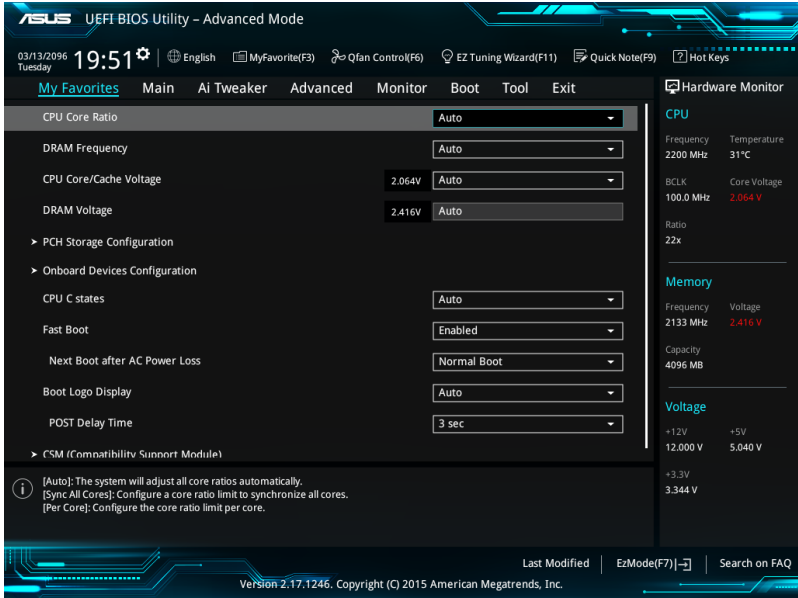 ASUS UEFI BIOS Utility – Advanced Mode
03/13/2096
Tuesday
19:51
English
MyFavorite(F3)
Qfan Control(F6)
EZ Tuning Wizard(F11)
Quick Note(F9)
? Hot Keys
My Favorites Main Ai Tweaker Advanced Monitor Boot Tool Exit
CPU Core Ratio Auto
DRAM Frequency Auto
CPU Core/Cache Voltage 2.064V Auto
DRAM Voltage 2.416V Auto
> PCH Storage Configuration
> Onboard Devices Configuration
CPU C states Auto
Fast Boot Enabled
Next Boot after AC Power Loss Normal Boot
Boot Logo Display Auto
POST Delay Time 3 sec
> CSM (Compatibility Support Module)
i
[Auto]: The system will adjust all core ratios automatically.
[Sync All Cores]: Configure a core ratio limit to synchronize all cores.
[Per Core]: Configure the core ratio limit per core.
Hardware Monitor
CPU
Frequency Temperature
2200 MHz 31°C
BCLK Core Voltage
100.0 MHz 2.064 V
Ratio
22x
Memory
Frequency Voltage
2133 MHz 2.416 V
Capacity
4096 MB
Voltage
+12V +5V
12.000 V 5.040 V
+3.3V
3.344 V
Last Modified EzMode(F7) Search on FAQ
Version 2.17.1246. Copyright (C) 2015 American Megatrends, Inc.